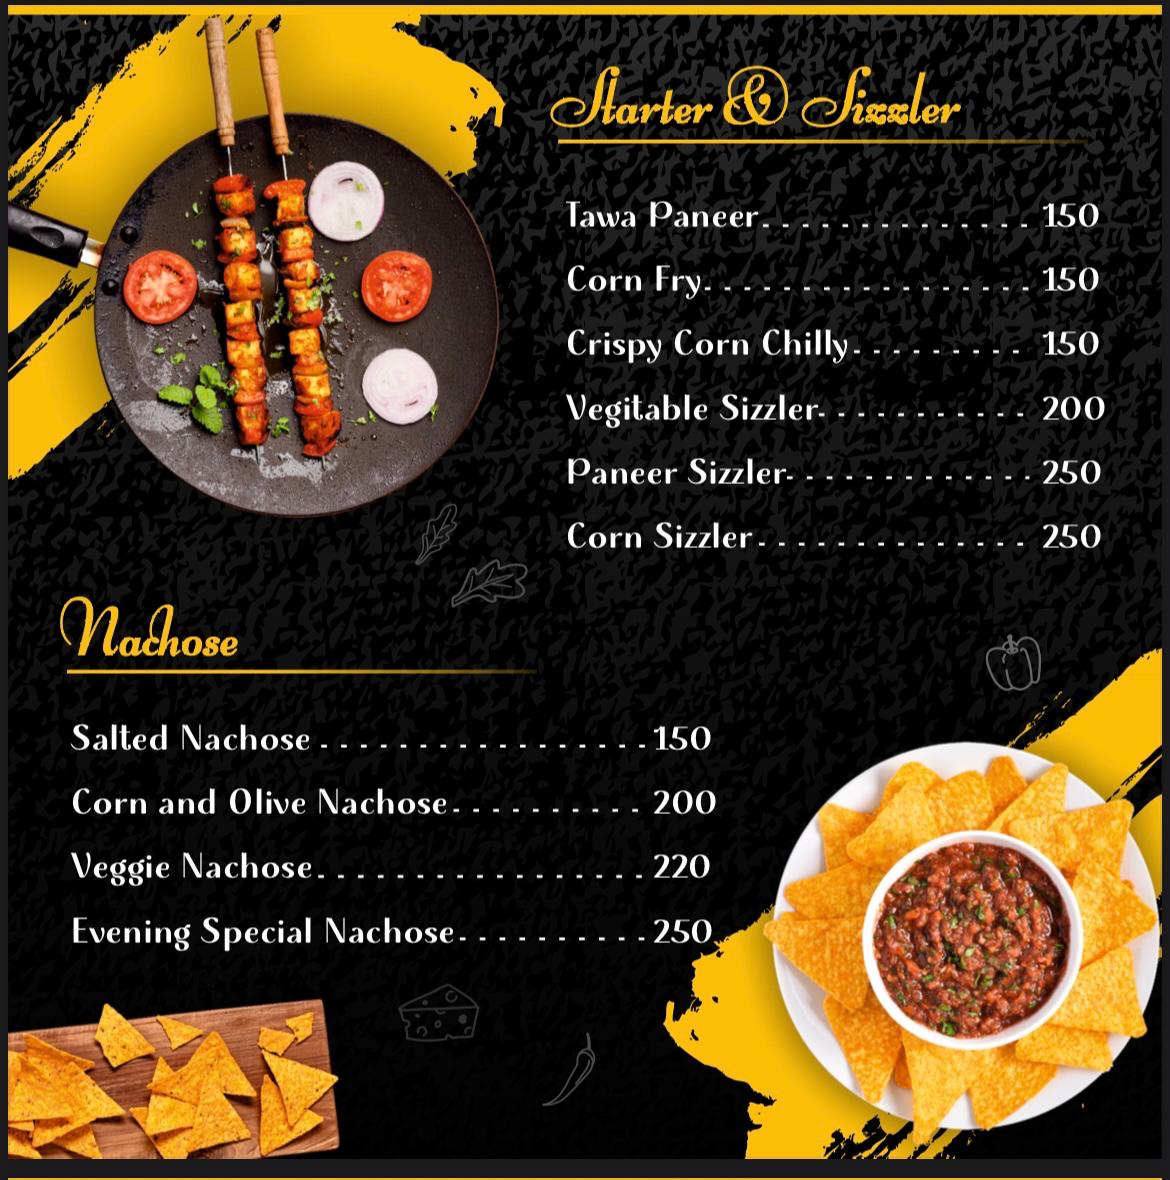 Starter & Sizzler
Tawa Paneer. . . . . . . . . . . . . . . . . 150
Corn Fry. . . . . . . . . . . . . . . . . . . . . 150
Crispy Corn Chilly. . . . . . . . . . . 150
Vegitable Sizzler. . . . . . . . . . . . . 200
Paneer Sizzler. . . . . . . . . . . . . . . . 250
Corn Sizzler. . . . . . . . . . . . . . . . . . 250
Nachose
Salted Nachose . . . . . . . . . . . . . . . . . 150
Corn and Olive Nachose. . . . . . . . . . 200
Veggie Nachose. . . . . . . . . . . . . . . . . 220
Evening Special Nachose. . . . . . . . . . 250